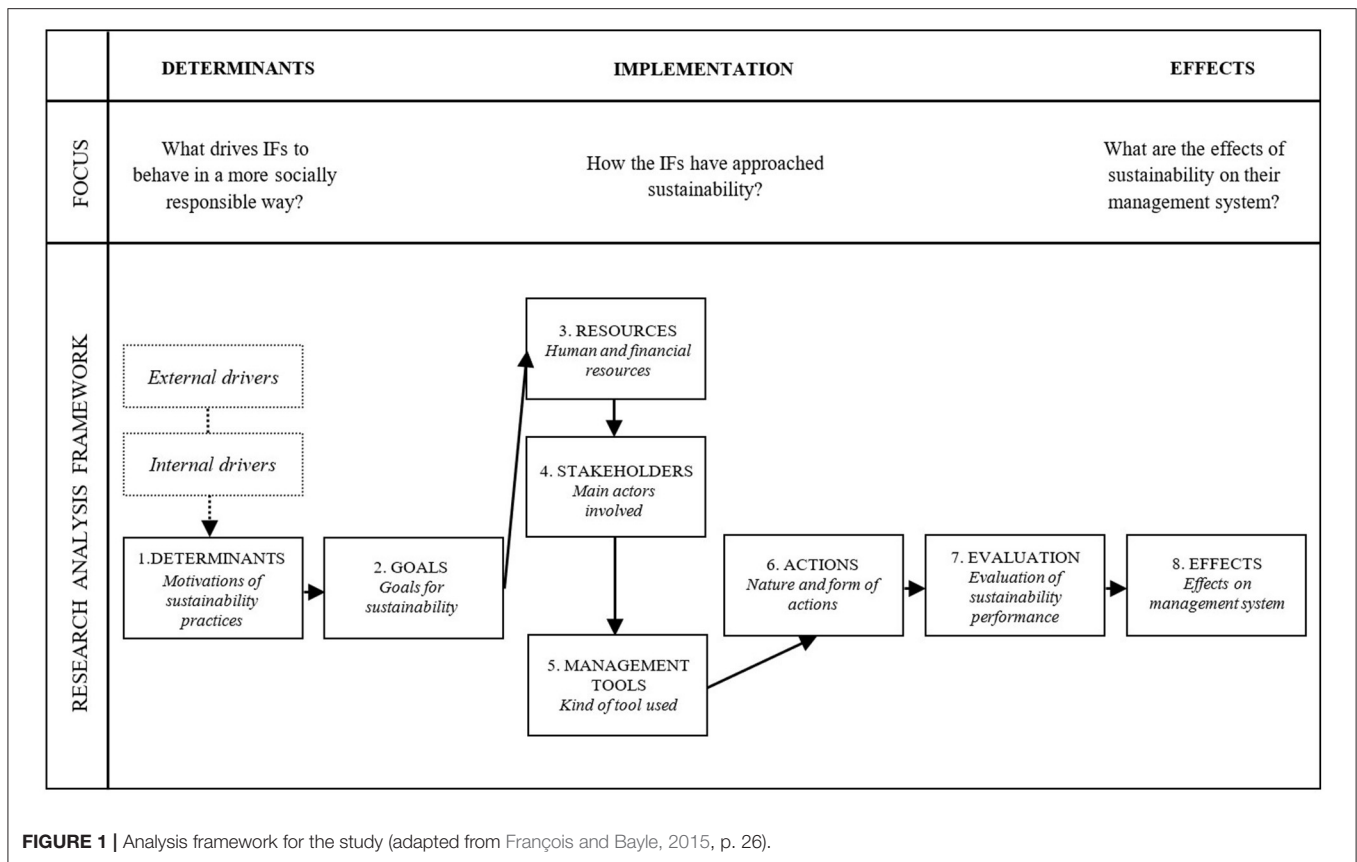 DETERMINANTS
IMPLEMENTATION
EFFECTS
FOCUS
What drives IFs to
behave in a more socially
responsible way?
How the IFs have approached
sustainability?
What are the effects of
sustainability on their
management system?
RESEARCH ANALYSIS FRAMEWORK
External drivers
Internal drivers
1.DETERMINANTS
Motivations of
sustainability
practices
2. GOALS
Goals for
sustainability
3. RESOURCES
Human and financial
resources
4. STAKEHOLDERS
Main actors
involved
5. MANAGEMENT
TOOLS
Kind of tool used
6. ACTIONS
Nature and form of
actions
7. EVALUATION
Evaluation of
sustainability
performance
8. EFFECTS
Effects on
management system
FIGURE 1 | Analysis framework for the study (adapted from François and Bayle, 2015, p. 26).